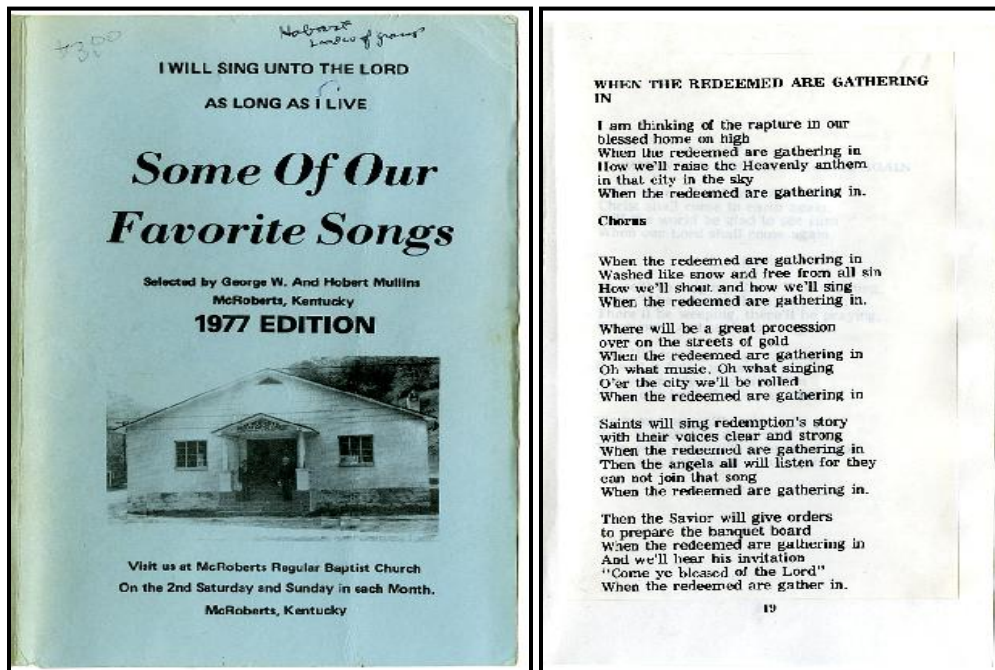 $3.00
Hobart
I WILL SING UNTO THE LORD
AS LONG AS I LIVE
Some Of Our
Favorite Songs
Selected by George W. And Hobert Mullins
McRoberts, Kentucky
1977 EDITION
Visit us at McRoberts Regular Baptist Church
On the 2nd Saturday and Sunday in each Month.
McRoberts, Kentucky
WHEN THE REDEEMED ARE GATHERING
IN
I am thinking of the rapture in our
blessed home on high
When the redeemed are gathering in
How we'll raise the Heavenly anthem
in that city in the sky
When the redeemed are gathering in.
Chorus
When the redeemed are gathering in
Washed like snow and free from all sin
How we'll shout and how we'll sing
When the redeemed are gathering in.
Where will be a great procession
over on the streets of gold
When the redeemed are gathering in
Oh what music, Oh what singing
O'er the city we'll be rolled
When the redeemed are gathering in
Saints will sing redemption's story
with their voices clear and strong
When the redeemed are gathering in
Then the angels all will listen for they
can not join that song
When the redeemed are gathering in.
Then the Savior will give orders
to prepare the banquet board
When the redeemed are gathering in
And we'll hear his invitation
"Come ye blessed of the Lord"
When the redeemed are gather in.
19